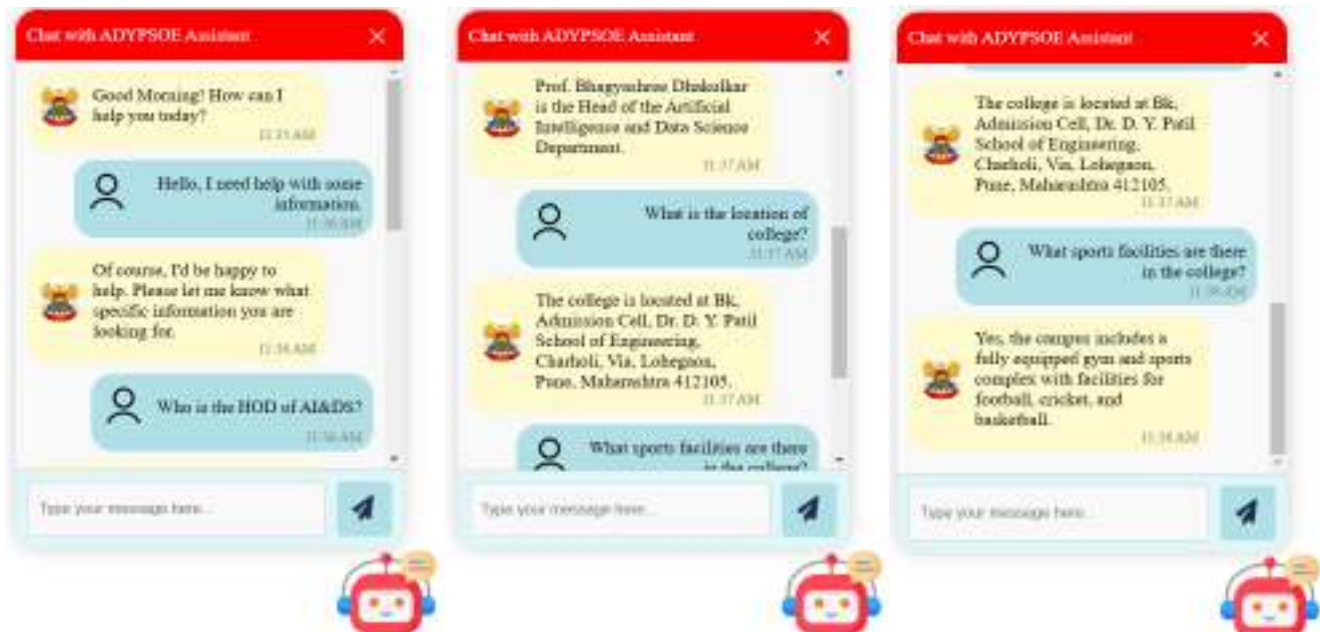 Chat with ADYPSOE Assistant
Good Morning! How can I
help you today?
Hello, I need help with some
information.
11:36 AM
Of course, I'd be happy to
help. Please let me know what
specific information you are
looking for.
11:36 AM
Who is the HOD of AI&DS?
11:36 AM
Type your message here...
Chat with ADYPSOE Assistant
Prof. Bhagyashree Dhakulkar
is the Head of the Artificial
Intelligence and Data Science
Department.
11:37 AM
What is the location of
college?
11:37 AM
The college is located at Bk,
Admission Cell, Dr. D. Y. Patil
School of Engineering,
Charholi, Via, Lohegaon,
Pune, Maharashtra 412105.
11:37 AM
What sports facilities are there
in the college?
Type your message here...
Chat with ADYPSOE Assistant
The college is located at Bk,
Admission Cell, Dr. D. Y. Patil
School of Engineering,
Charholi, Via, Lohegaon,
Pune, Maharashtra 412105.
11:37 AM
What sports facilities are there
in the college?
11:38 AM
Yes, the campus includes a
fully equipped gym and sports
complex with facilities for
football, cricket, and
basketball.
11:38 AM
Type your message here...